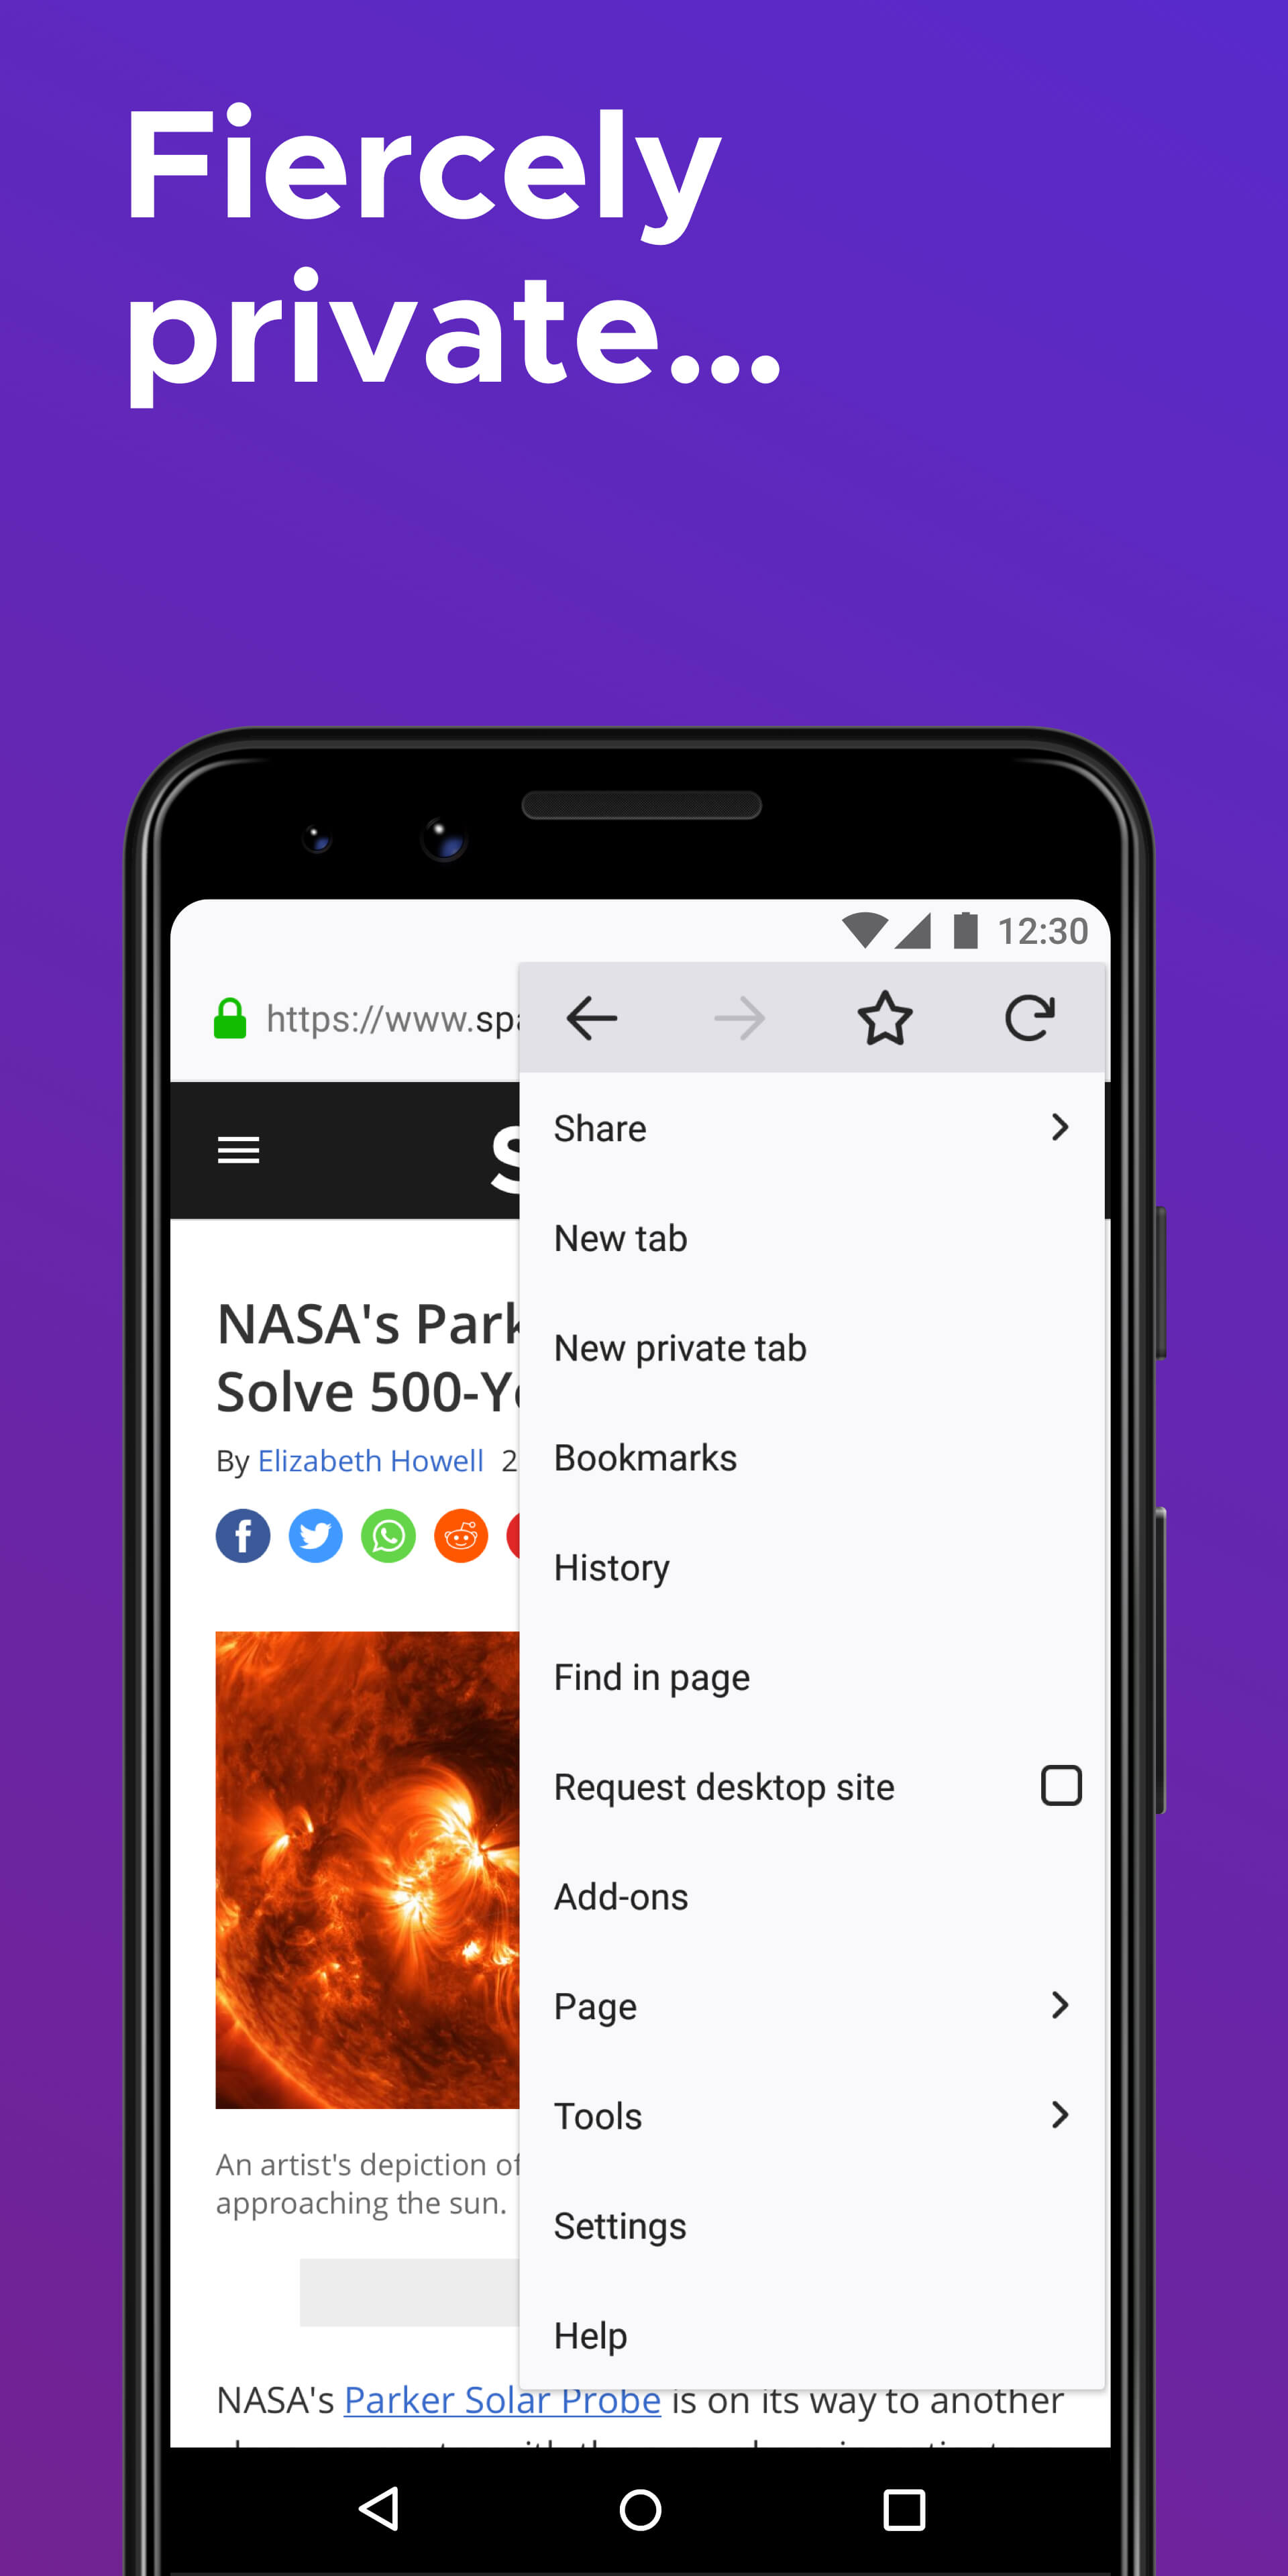 Fiercely
private...
12:30
https://www.spa
S
NASA's Park
Solve 500-Ye
By Elizabeth Howell 2
An artist's depiction of
approaching the sun.
Share
New tab
New private tab
Bookmarks
History
Find in page
Request desktop site
Add-ons
Page
Tools
Settings
Help
NASA's Parker Solar Probe is on its way to another